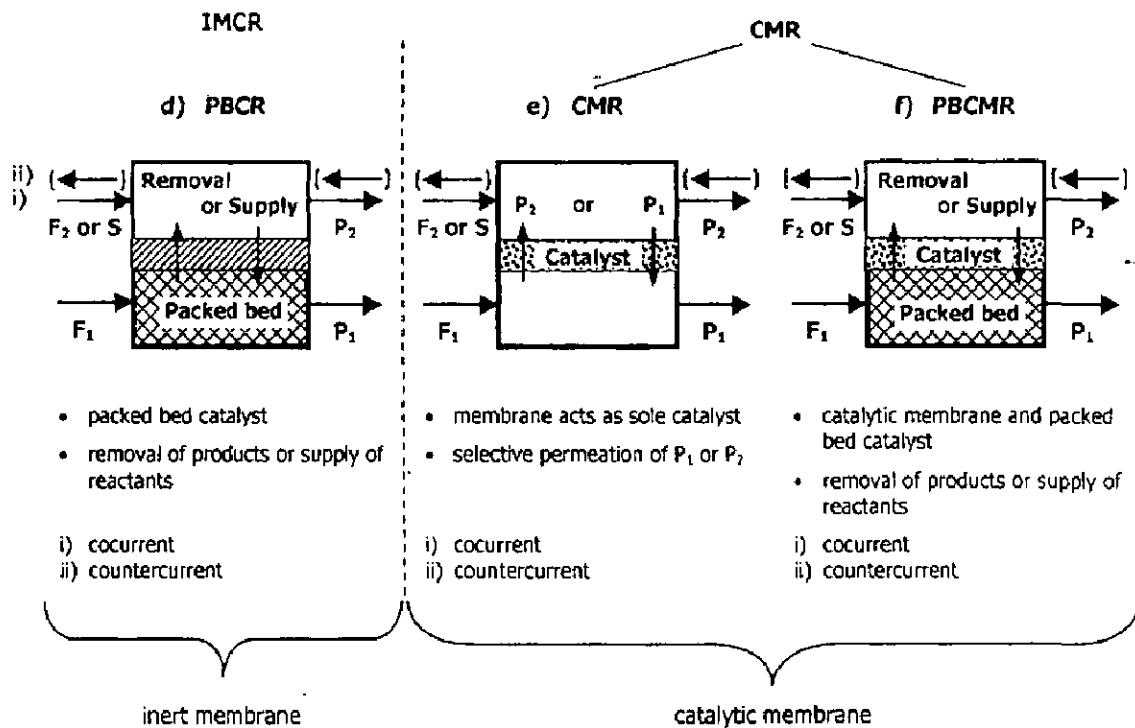 IMCR
CMR
d) PBCR
e) CMR
f) PBCMR
ii) ( ) Removal ( )
i) or Supply
F₂ or S P₂
Packed bed
F₁ P₁
( ) ( )
P₂ or P₁
F₂ or S P₂
Catalyst
F₁ P₁
( ) Removal ( )
or Supply
F₂ or S P₂
Catalyst
Packed bed
F₁ P₁
• packed bed catalyst
• removal of products or supply of
reactants
i) cocurrent
ii) countercurrent
• membrane acts as sole catalyst
• selective permeation of P₁ or P₂
i) cocurrent
ii) countercurrent
• catalytic membrane and packed
bed catalyst
• removal of products or supply of
reactants
i) cocurrent
ii) countercurrent
inert membrane
catalytic membrane